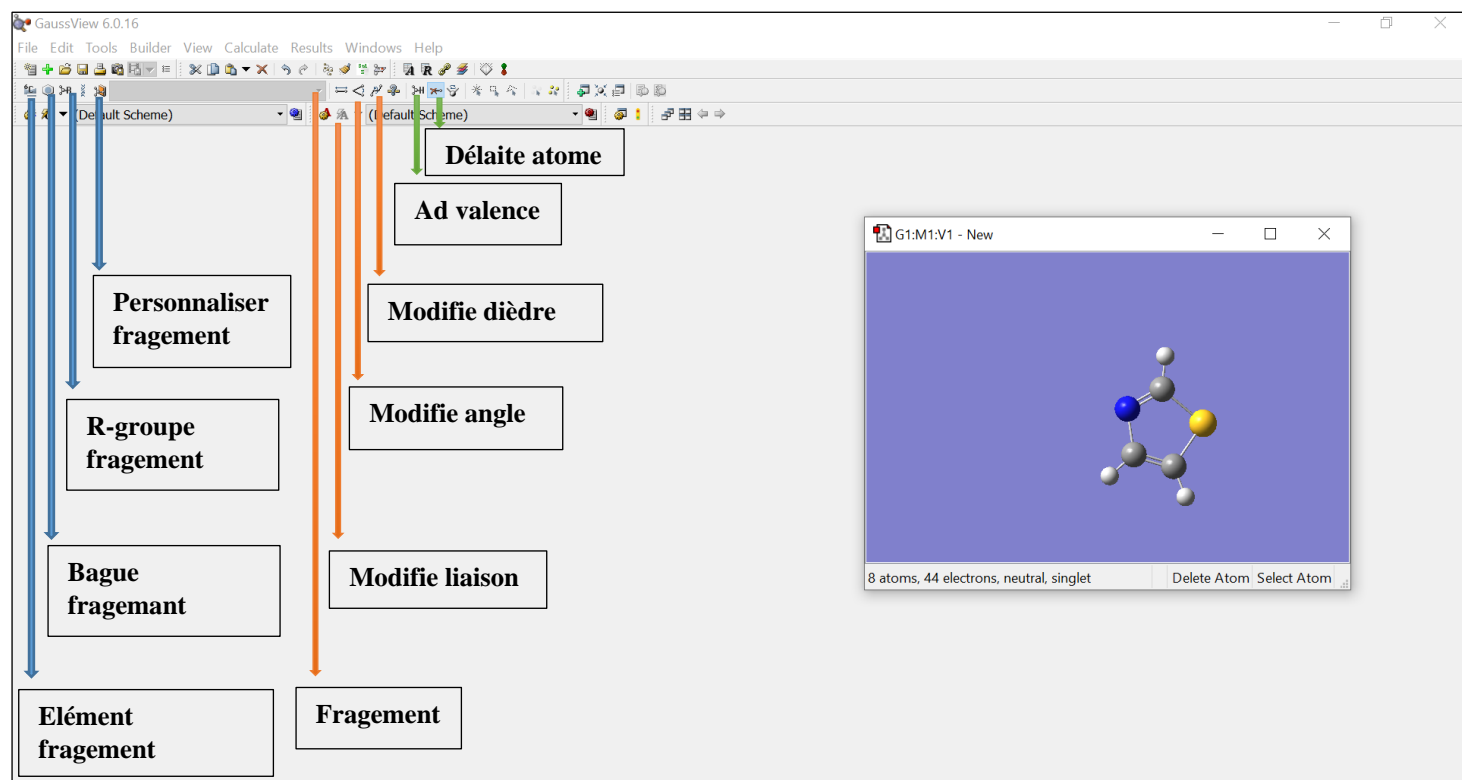 GaussView 6.0.16
File Edit Tools Builder View Calculate Results Windows Help
(Default Scheme)
(Default Scheme)
Délaite atome
Ad valence
G1:M1:V1 - New
Personnaliser
fragement
Modifie dièdre
R-groupe
fragement
Modifie angle
Bague
fragemant
Modifie liaison
8 atoms, 44 electrons, neutral, singlet
Delete Atom
Select Atom
Elément
fragement
Fragement